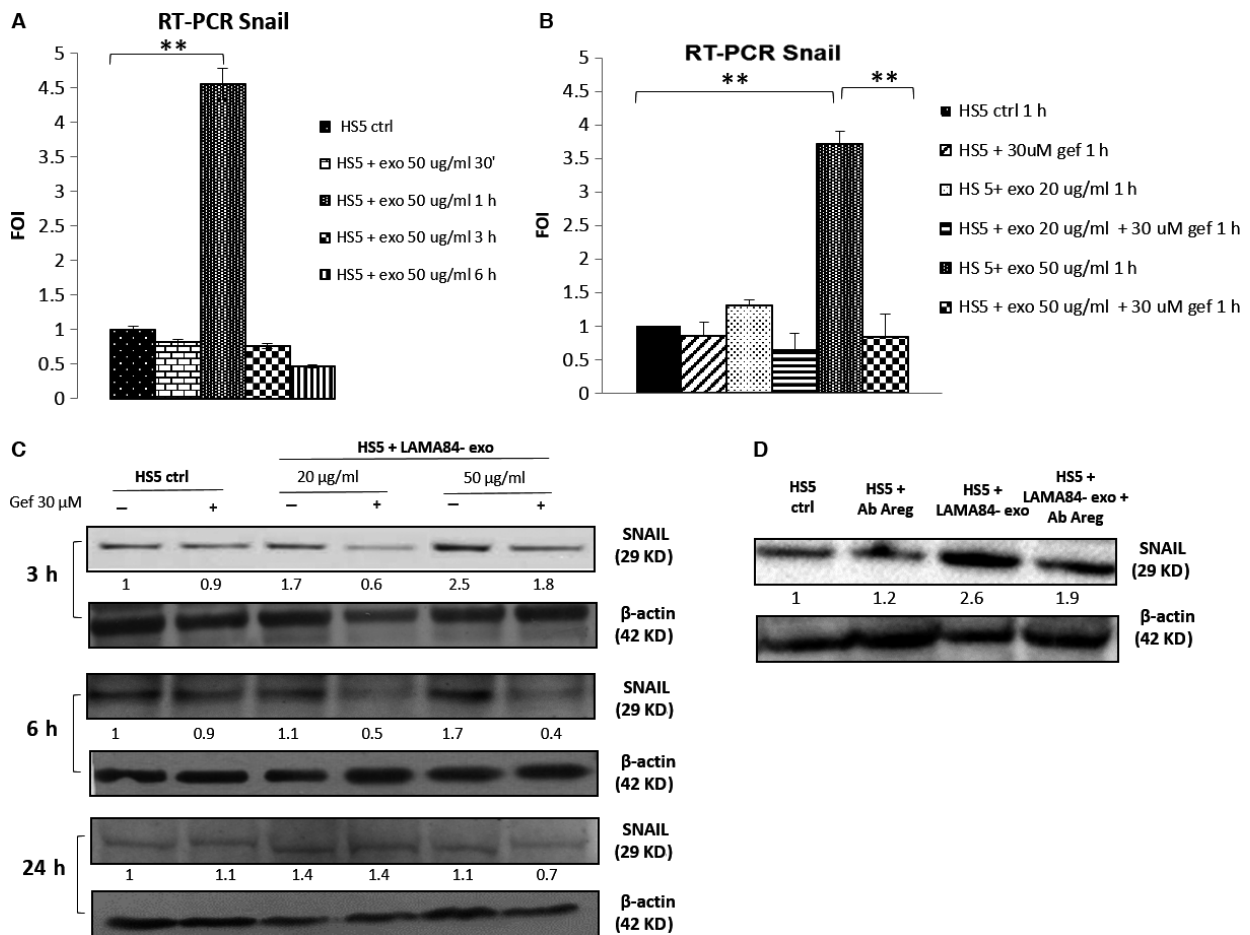 A
RT-PCR Snail
5
4.5
4
3.5
3
2.5
2
1.5
1
0.5
0
FOI
**
HS5 ctrl
HS5 + exo 50 ug/ml 30'
HS5 + exo 50 ug/ml 1 h
HS5 + exo 50 ug/ml 3 h
HS5 + exo 50 ug/ml 6 h
B
RT-PCR Snail
5
4.5
4
3.5
3
2.5
2
1.5
1
0.5
0
FOI
**
**
HS5 ctrl 1 h
HS5 + 30uM gef 1 h
HS 5+ exo 20 ug/ml 1 h
HS5 + exo 20 ug/ml + 30 uM gef 1 h
HS 5+ exo 50 ug/ml 1 h
HS5 + exo 50 ug/ml + 30 uM gef 1 h
C
HS5 + LAMA84- exo
HS5 ctrl 20 µg/ml 50 µg/ml
Gef 30 µM – + – + – +
3 h
SNAIL
(29 KD)
1 0.9 1.7 0.6 2.5 1.8
β-actin
(42 KD)
6 h
SNAIL
(29 KD)
1 0.9 1.1 0.5 1.7 0.4
β-actin
(42 KD)
24 h
SNAIL
(29 KD)
1 1.1 1.4 1.4 1.1 0.7
β-actin
(42 KD)
D
HS5
ctrl
HS5 +
Ab Areg
HS5 +
LAMA84- exo
HS5 +
LAMA84- exo +
Ab Areg
SNAIL
(29 KD)
1 1.2 2.6 1.9
β-actin
(42 KD)